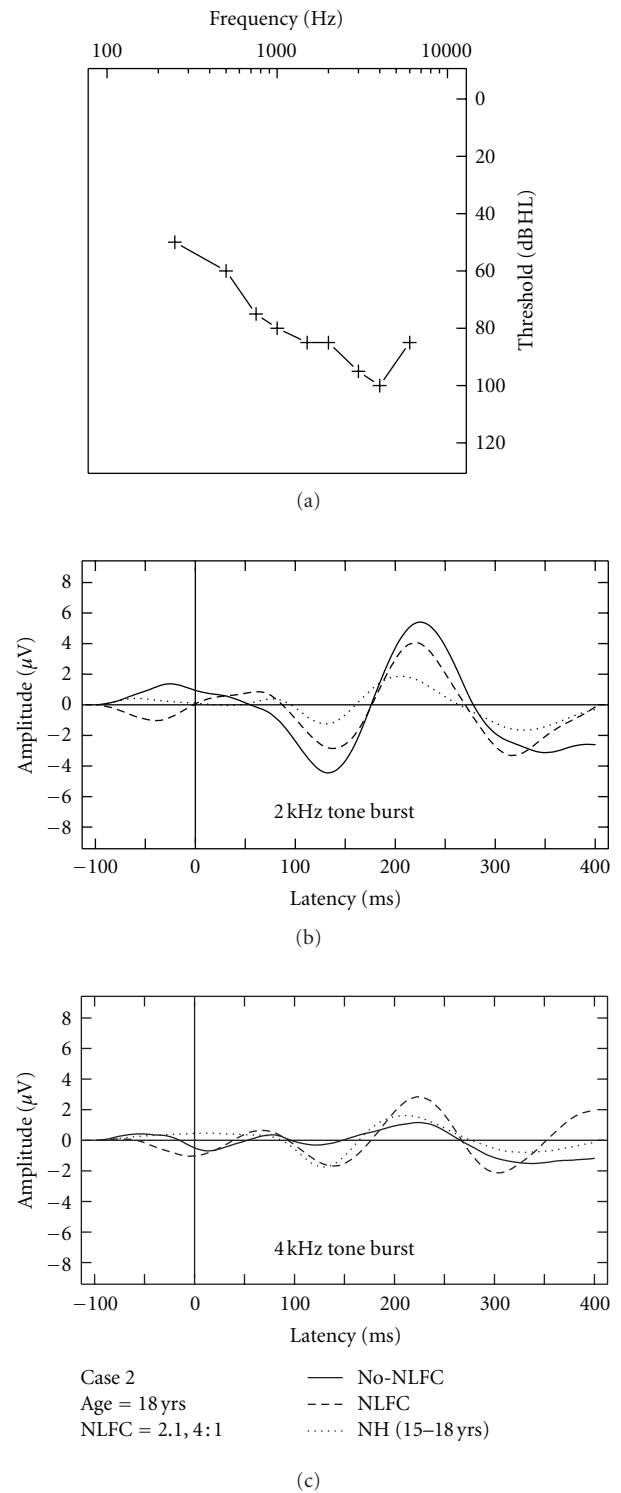 Frequency (Hz)
100 1000 10000
0
20
40
60
80
100
120
Threshold (dB HL)
(a)
8
6
4
2
0
−2
−4
−6
−8
Amplitude (μV)
2 kHz tone burst
−100 0 100 200 300 400
Latency (ms)
(b)
8
6
4
2
0
−2
−4
−6
−8
Amplitude (μV)
4 kHz tone burst
−100 0 100 200 300 400
Latency (ms)
Case 2
Age = 18 yrs
NLFC = 2.1, 4 : 1
No-NLFC
NLFC
NH (15–18 yrs)
(c)